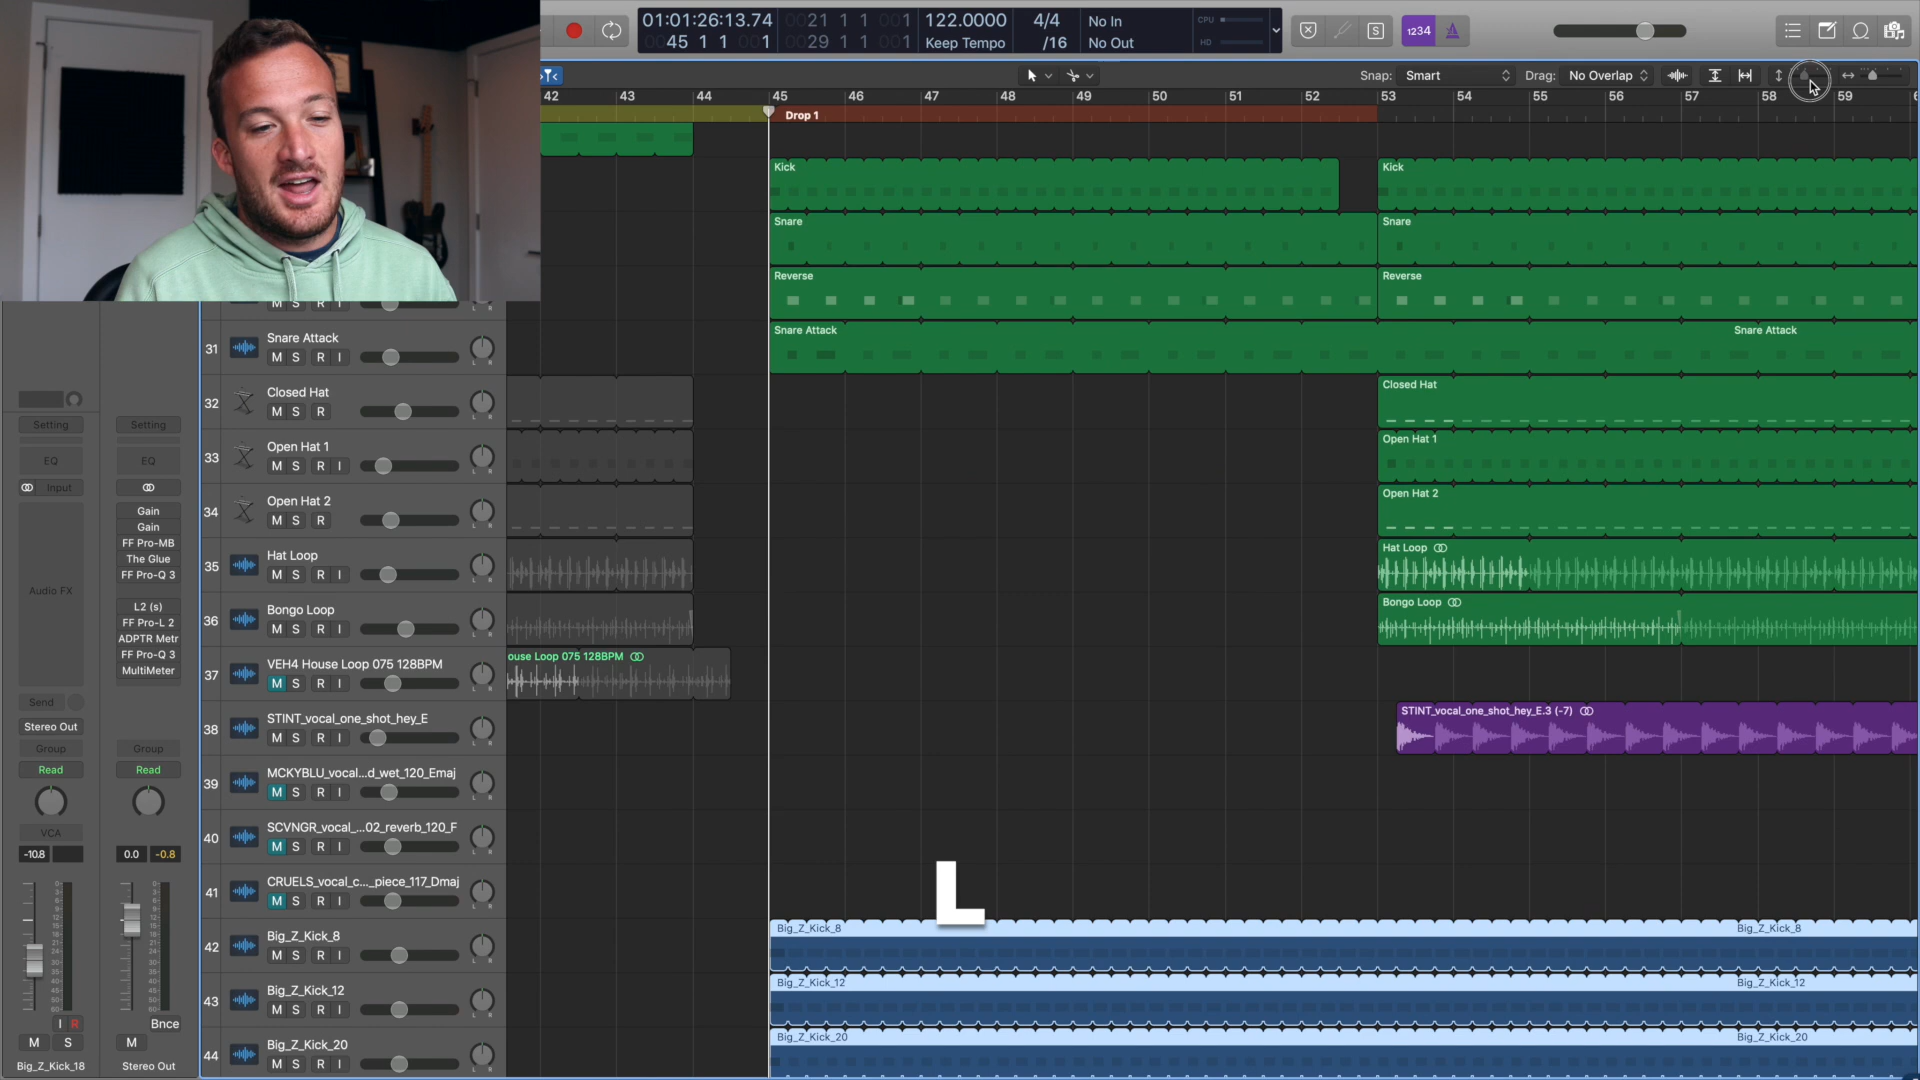 01:01:26:13.74
0045 1 1 001
0021 1 1 001
0029 1 1 001
122.0000
Keep Tempo
4/4
/16
No In
No Out
CPU
HD
S
1234
Snap: Smart
Drag: No Overlap
42 43 44 45 46 47 48 49 50 51 52 53 54 55 56 57 58 59
Drop 1
Kick
Kick
Snare
Snare
Reverse
Reverse
M S R I
31 Snare Attack
M S R I
Snare Attack
Snare Attack
32 Closed Hat
M S R
Closed Hat
33 Open Hat 1
M S R I
Open Hat 1
34 Open Hat 2
M S R
Open Hat 2
35 Hat Loop
M S R I
Hat Loop
36 Bongo Loop
M S R I
Bongo Loop
37 VEH4 House Loop 075 128BPM
M S R I
ouse Loop 075 128BPM
38 STINT_vocal_one_shot_hey_E
M S R I
STINT_vocal_one_shot_hey_E.3 (-7)
39 MCKYBLU_vocal...d_wet_120_Emaj
M S R I
40 SCVNGR_vocal_...02_reverb_120_F
M S R I
41 CRUELS_vocal_c..._piece_117_Dmaj
M S R I
L
42 Big_Z_Kick_8
M S R I
Big_Z_Kick_8
Big_Z_Kick_8
43 Big_Z_Kick_12
M S R I
Big_Z_Kick_12
Big_Z_Kick_12
44 Big_Z_Kick_20
M S R I
Big_Z_Kick_20
Big_Z_Kick_20
Setting
EQ
Input
Audio FX
Send
Stereo Out
Group
Read
VCA
-10.8
I R
M S
Big_Z_Kick_18
Setting
EQ
Gain
Gain
FF Pro-MB
The Glue
FF Pro-Q 3
L2 (s)
FF Pro-L 2
ADPTR Metr
FF Pro-Q 3
MultiMeter
Group
Read
0.0 -0.8
Bnce
M
Stereo Out